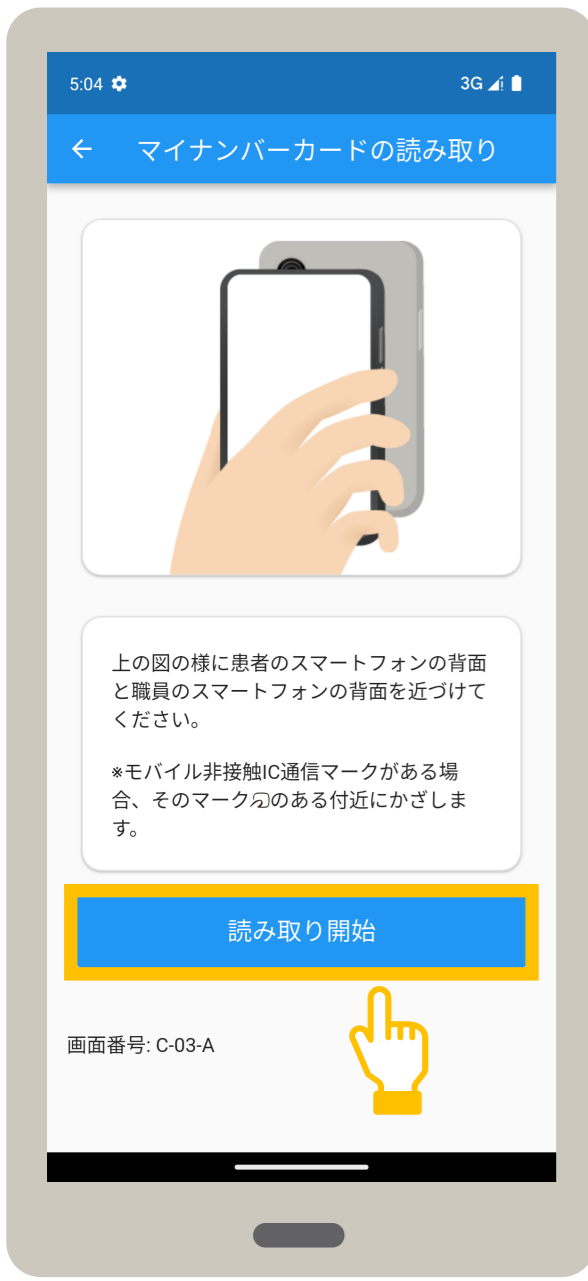 5:04 3G
マイナンバーカードの読み取り
上の図の様に患者のスマートフォンの背面
と職員のスマートフォンの背面を近づけて
ください。
※モバイル非接触IC通信マークがある場
合、そのマークのある付近にかざしま
す。
読み取り開始
画面番号: C-03-A